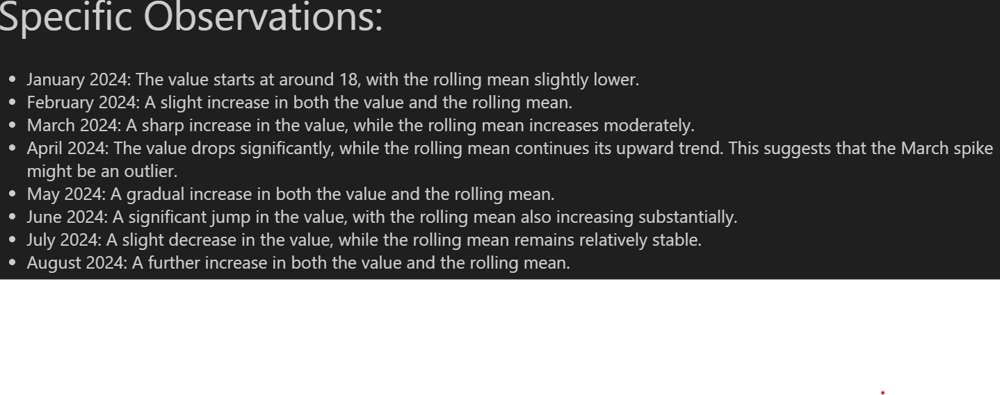 Specific Observations:
• January 2024: The value starts at around 18, with the rolling mean slightly lower.
• February 2024: A slight increase in both the value and the rolling mean.
• March 2024: A sharp increase in the value, while the rolling mean increases moderately.
• April 2024: The value drops significantly, while the rolling mean continues its upward trend. This suggests that the March spike
might be an outlier.
• May 2024: A gradual increase in both the value and the rolling mean.
• June 2024: A significant jump in the value, with the rolling mean also increasing substantially.
• July 2024: A slight decrease in the value, while the rolling mean remains relatively stable.
• August 2024: A further increase in both the value and the rolling mean.